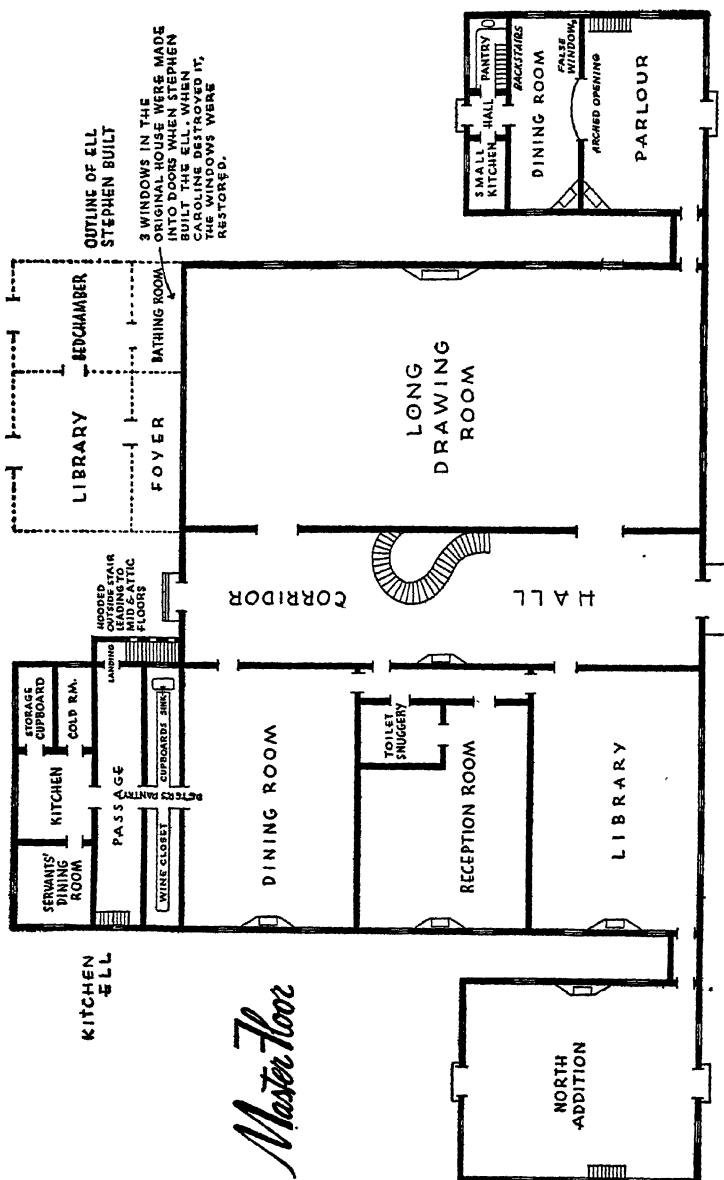 Master Floor
KITCHEN
ELL
SERVANTS'
DINING
ROOM
KITCHEN
STORAGE
CUPBOARD
COLD RM.
PASSAGE
LANDING
HOODED
OUTSIDE STAIR
LEADING TO
MID & ATTIC
FLOORS
WINE CLOSET
PETER'S PANTRY
CUPBOARDS
SINK
OUTLINE OF ELL
STEPHEN BUILT
3 WINDOWS IN THE
ORIGINAL HOUSE WERE MADE
INTO DOORS WHEN STEPHEN
BUILT THE ELL. WHEN
CAROLINE DESTROYED IT,
THE WINDOWS WERE
RESTORED.
LIBRARY
BEDCHAMBER
FOYER
BATHING ROOM
DINING ROOM
CORRIDOR
HALL
TOILET
SNUGGERY
RECEPTION ROOM
LIBRARY
LONG
DRAWING
ROOM
NORTH
ADDITION
SMALL
KITCHEN
HALL
PANTRY
BACKSTAIRS
DINING ROOM
FALSE
WINDOW
ARCHED OPENING
PARLOUR